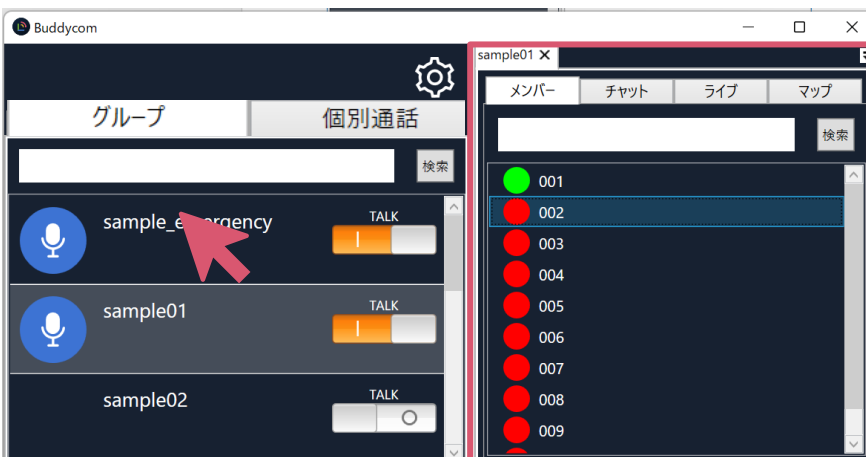 Buddycom
グループ
個別通話
検索
sample_emergency
TALK
sample01
TALK
sample02
TALK
sample01
メンバー
チャット
ライブ
マップ
検索
001
002
003
004
005
006
007
008
009